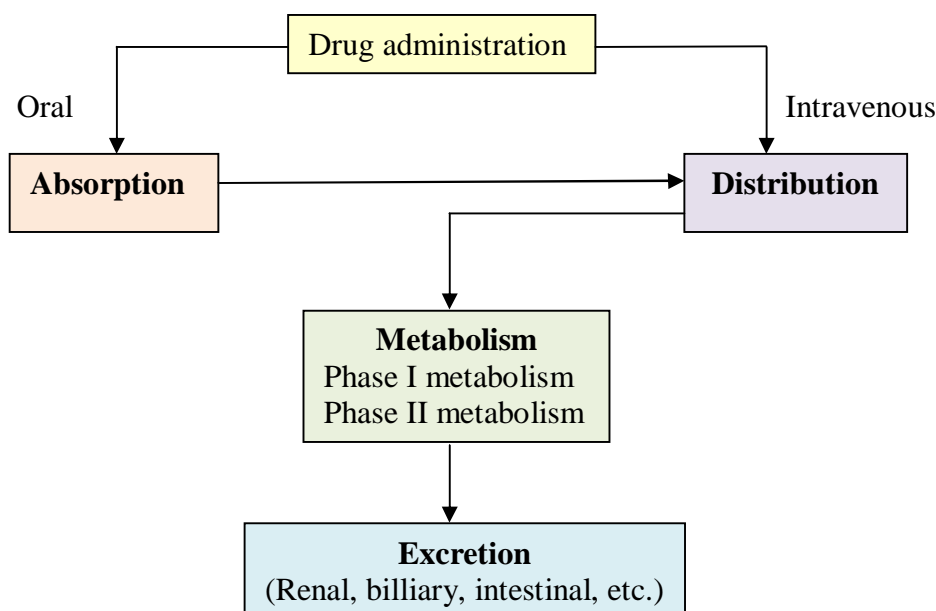 Drug administration
Oral
Intravenous
Absorption
Distribution
Metabolism
Phase I metabolism
Phase II metabolism
Excretion
(Renal, billiary, intestinal, etc.)